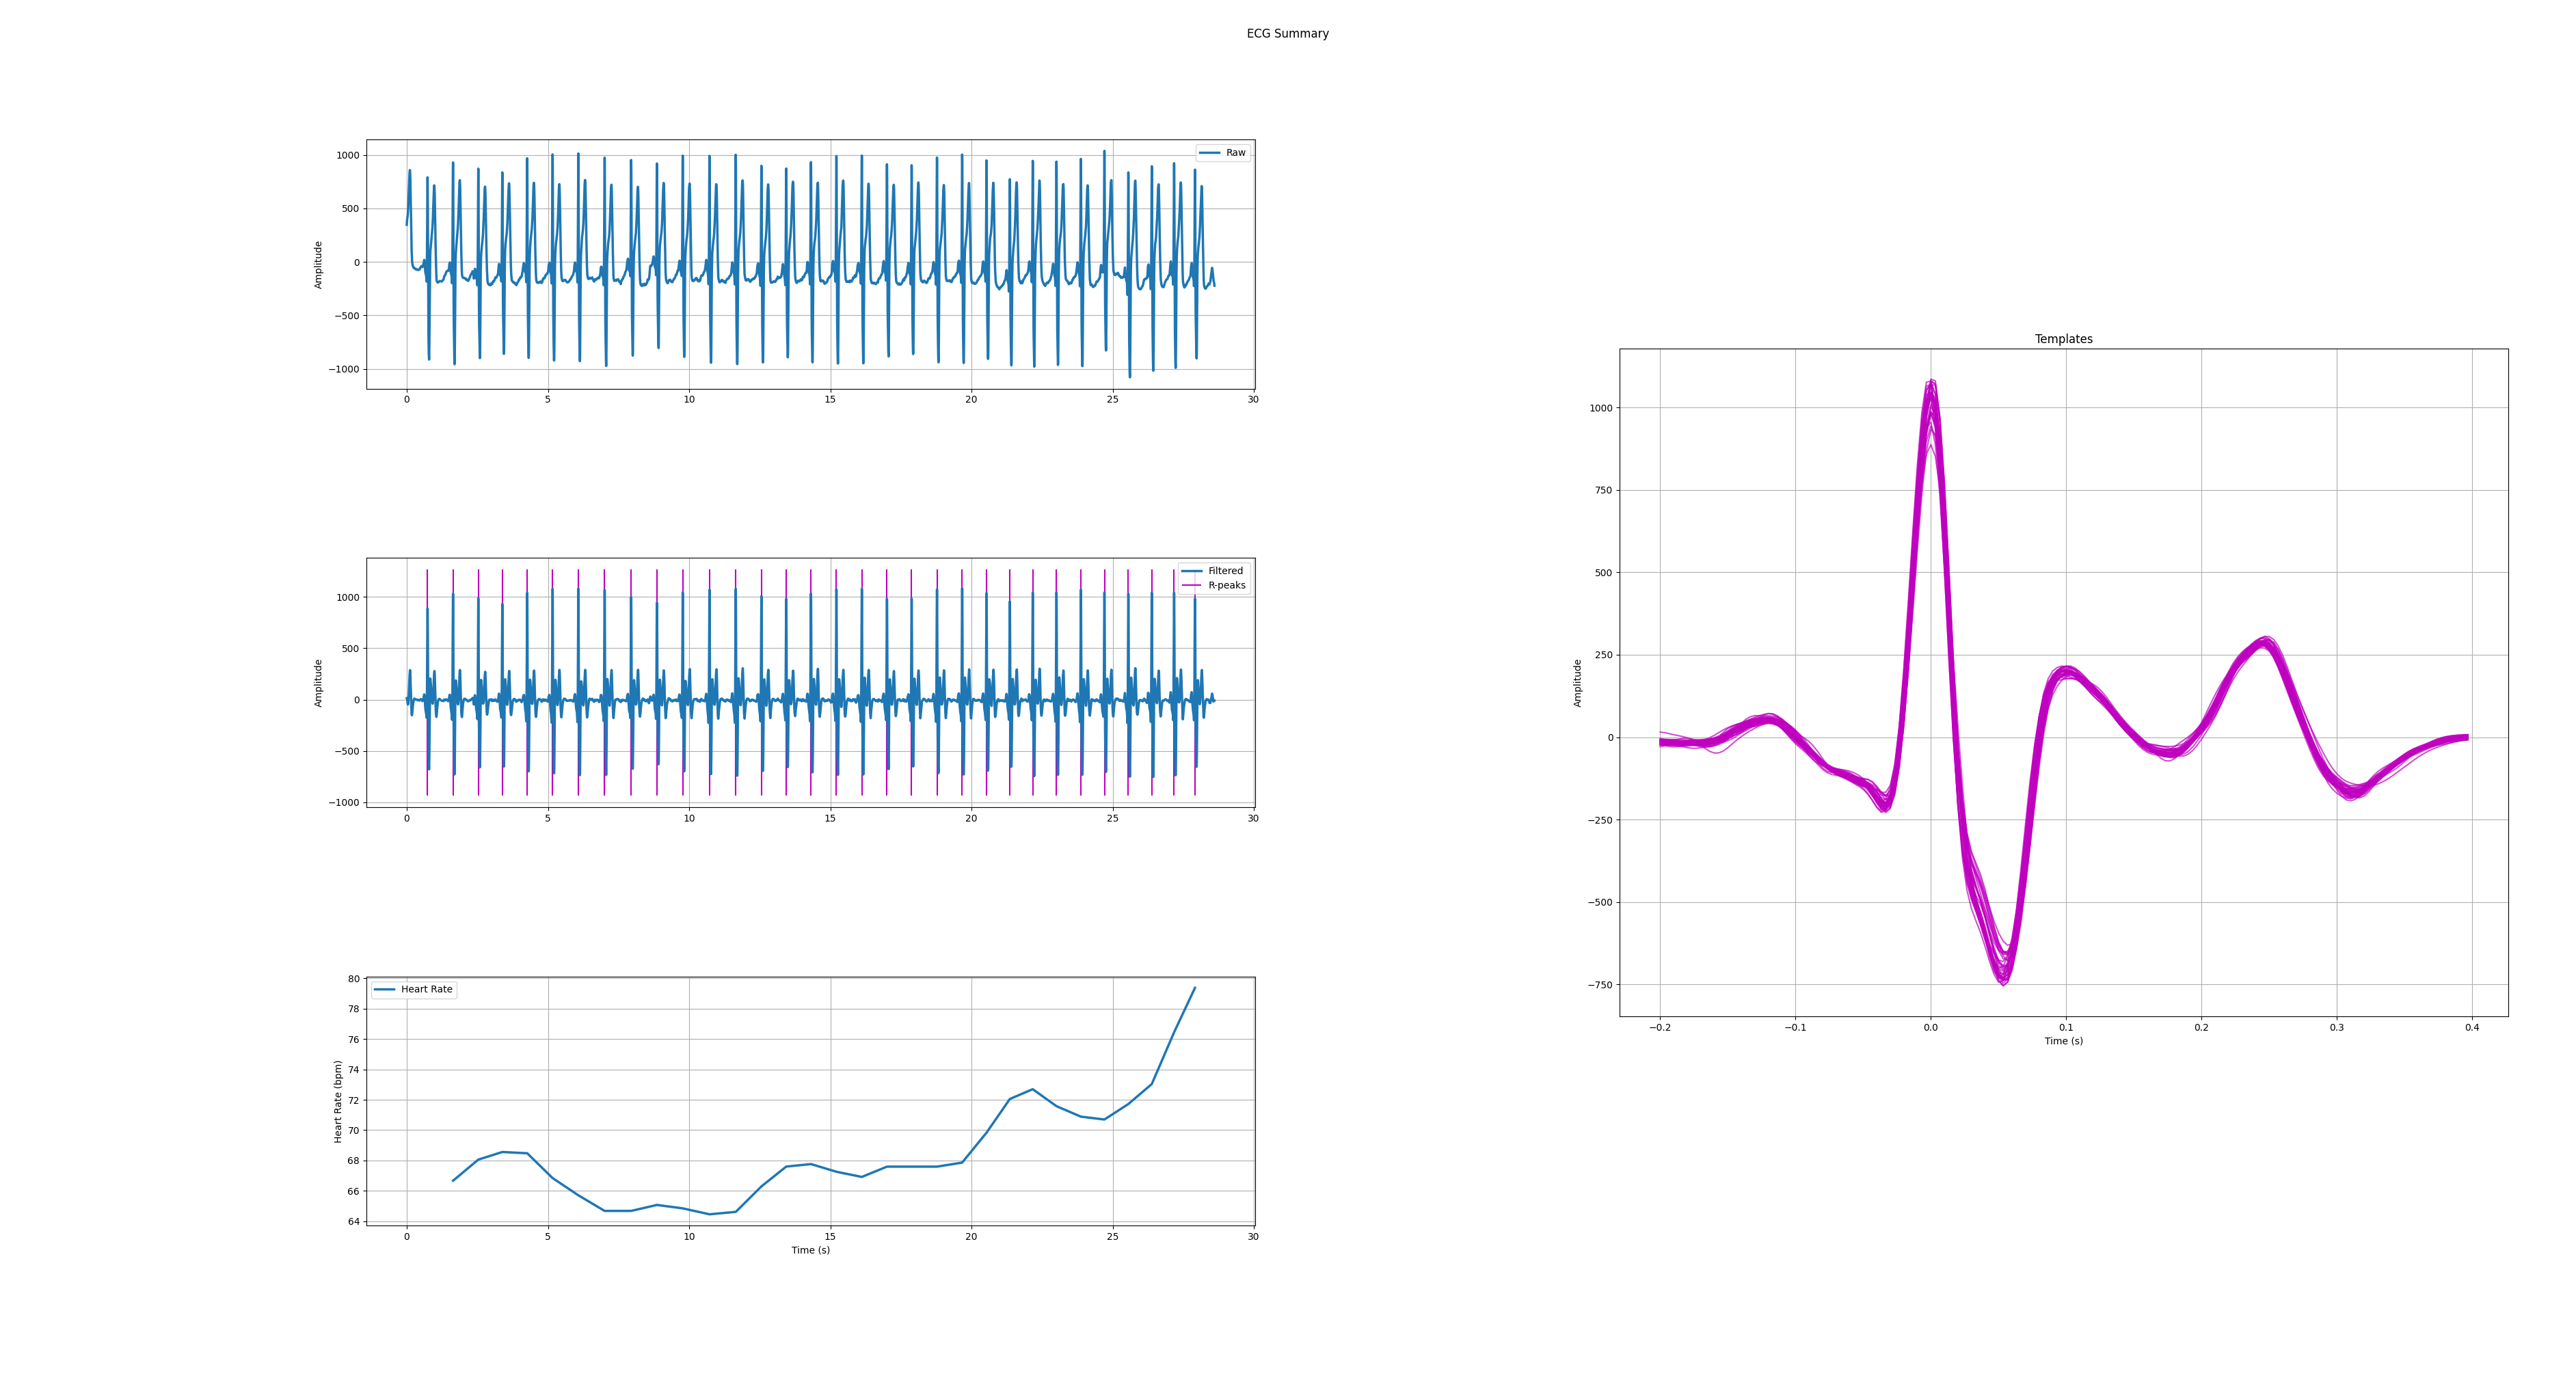 ECG Summary
Raw
Amplitude
1000
500
0
−500
−1000
0 5 10 15 20 25 30
Filtered
R-peaks
Amplitude
1000
500
0
−500
−1000
0 5 10 15 20 25 30
Heart Rate
Heart Rate (bpm)
80
78
76
74
72
70
68
66
64
0 5 10 15 20 25 30
Time (s)
Templates
Amplitude
1000
750
500
250
0
−250
−500
−750
−0.2 −0.1 0.0 0.1 0.2 0.3 0.4
Time (s)